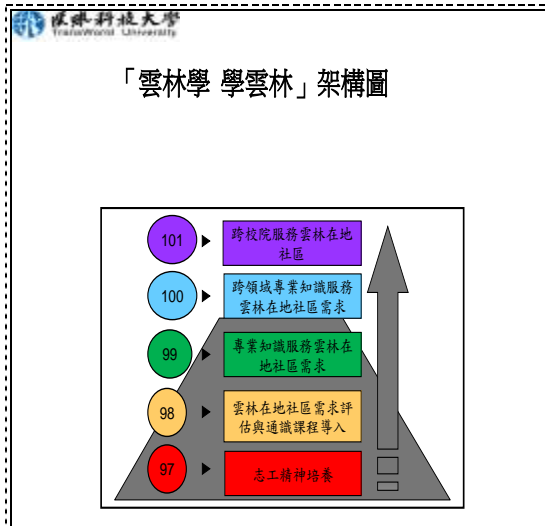 環球科技大學
TransWorld University
「雲林學 學雲林」架構圖
101
跨校院服務雲林在地
社區
100
跨領域專業知識服務
雲林在地社區需求
99
專業知識服務雲林在
地社區需求
98
雲林在地社區需求評
估與通識課程導入
97
志工精神培養